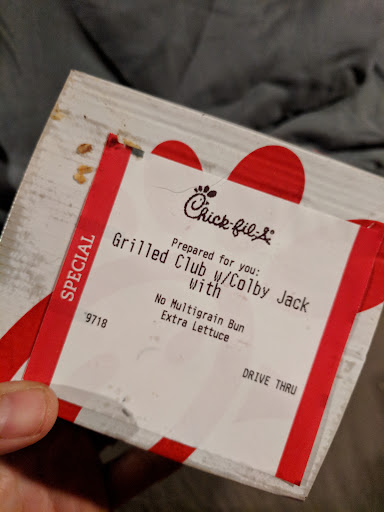 SPECIAL
Chick-fil-A®
Prepared for you:
Grilled Club w/Colby Jack
With
No Multigrain Bun
Extra Lettuce
9718
DRIVE THRU